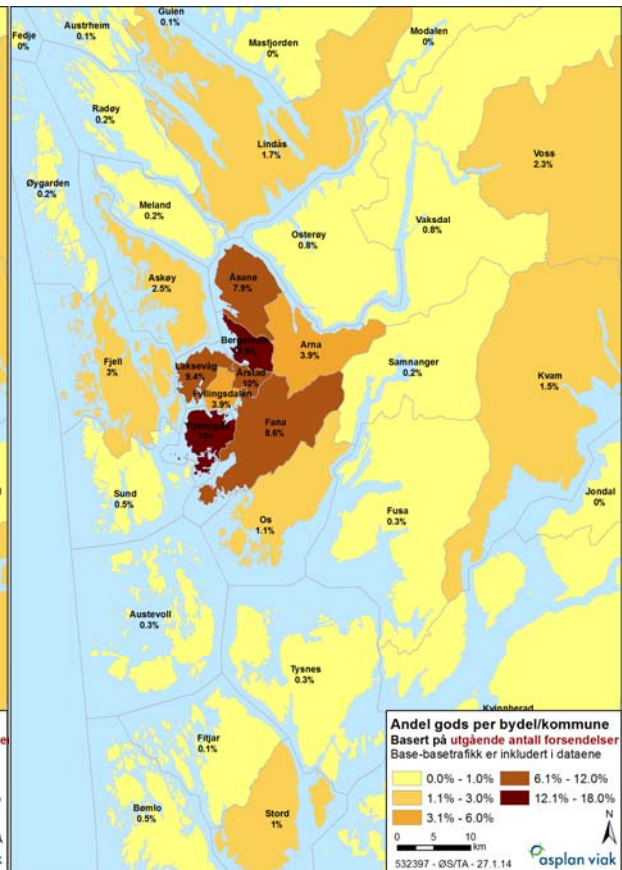 Gulen
0.1%
Austrheim
0.1%
Fedje
0%
Masfjorden
0%
Modalen
0%
Radøy
0.2%
Lindås
1.7%
Voss
2.3%
Øygarden
0.2%
Meland
0.2%
Osterøy
0.8%
Vaksdal
0.8%
Askøy
2.5%
Åsane
7.9%
Arna
3.9%
Fjell
3%
Laksevåg
9.4%
Årstad
10%
Samnanger
0.2%
Kvam
1.5%
Fyllingsdalen
3.9%
Fana
8.6%
Sund
0.5%
Os
1.1%
Fusa
0.3%
Jondal
0%
Austevoll
0.3%
Tysnes
0.3%
Kvinnherad
Fitjar
0.1%
Bømlo
0.5%
Stord
1%
Andel gods per bydel/kommune
Basert på utgående antall forsendelser
Base-basetrafikk er inkludert i dataene
0.0% - 1.0%
1.1% - 3.0%
3.1% - 6.0%
6.1% - 12.0%
12.1% - 18.0%
N
0 5 10
km
532397 - ØS/TA - 27.1.14
asplan viak